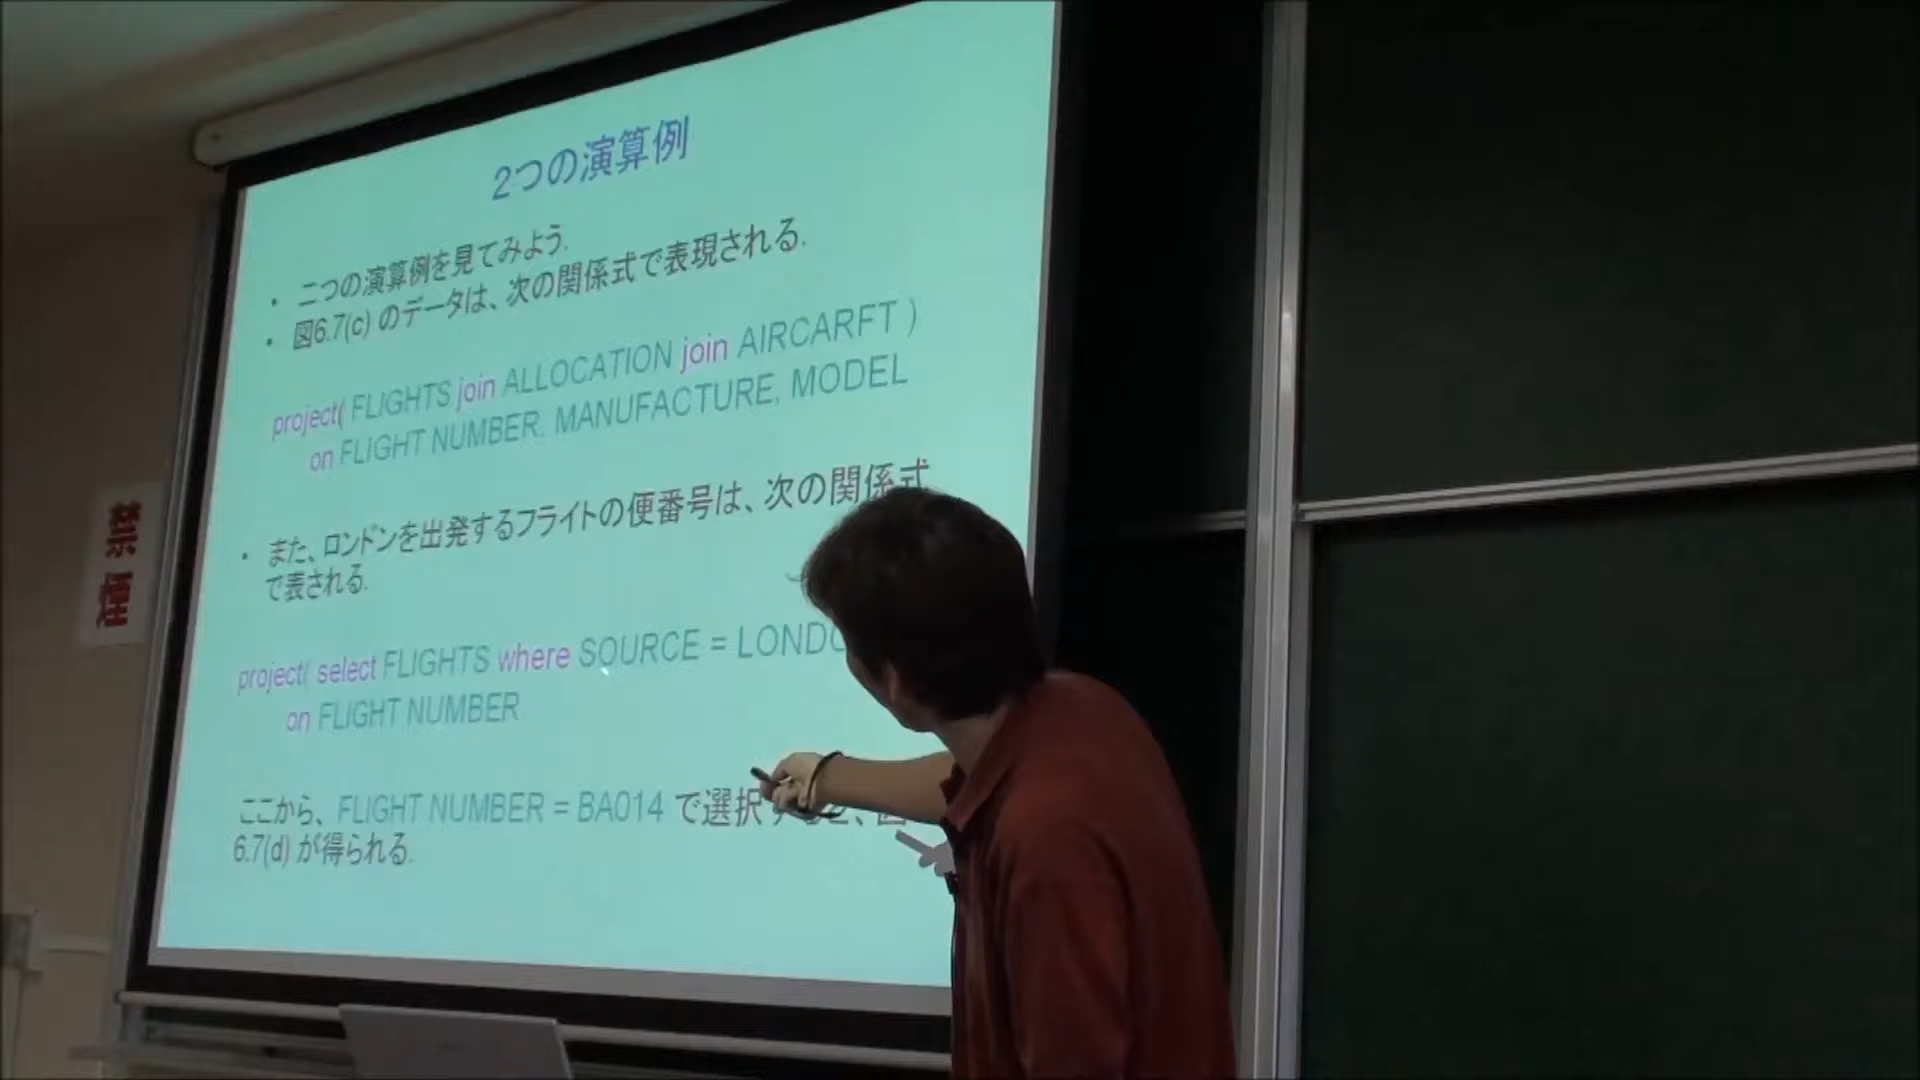 2つの演算例
• 二つの演算例を見てみよう.
• 図6.7(c) のデータは、次の関係式で表現される.
project( FLIGHTS join ALLOCATION join AIRCARFT )
on FLIGHT NUMBER, MANUFACTURE, MODEL
• また、ロンドンを出発するフライトの便番号は、次の関係式
で表される.
project( select FLIGHTS where SOURCE = LONDO
on FLIGHT NUMBER
ここから、FLIGHT NUMBER = BA014 で選択すると、図
6.7(d) が得られる.
禁煙